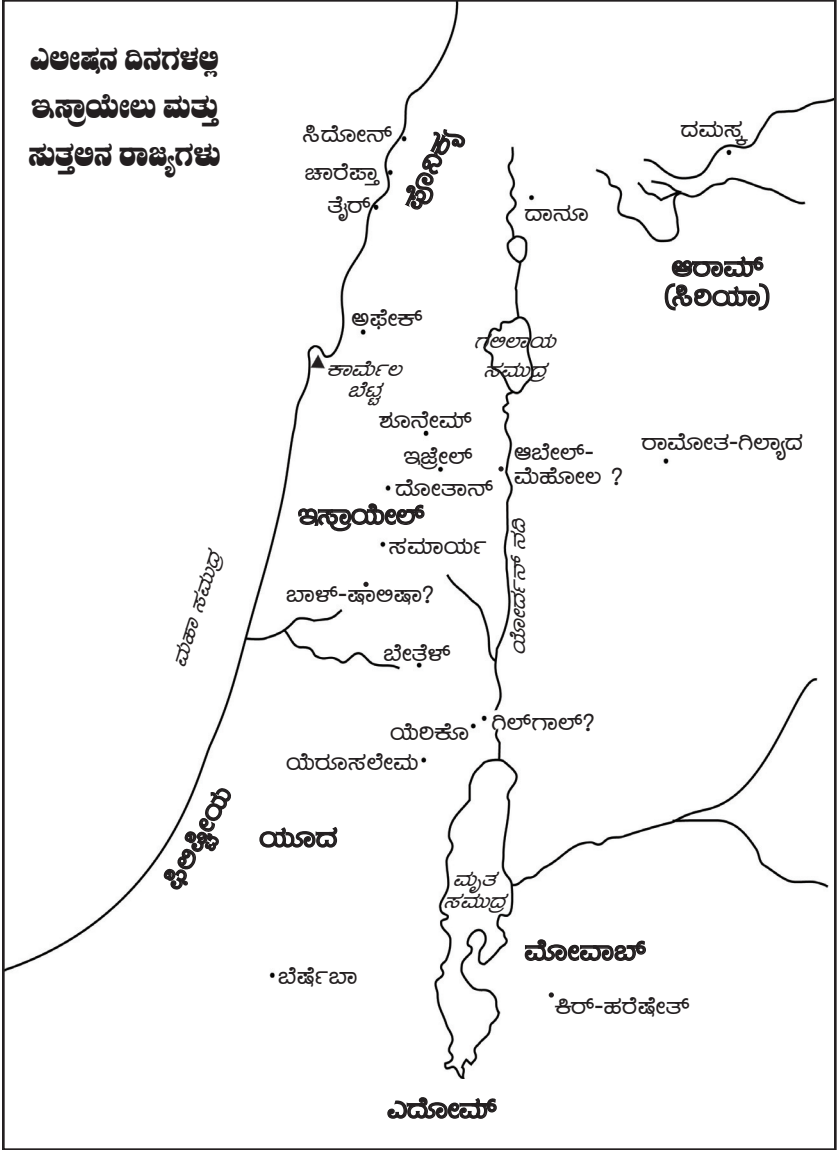 ಎಲೀಷನ ದಿನಗಳಲ್ಲಿ
ಇಸ್ರಾಯೇಲು ಮತ್ತು
ಸುತ್ತಲಿನ ರಾಜ್ಯಗಳು
ಸಿದೋನ್
ಚಾರೆಪ್ತಾ
ತೈರ್
ದಮಸ್ಕ
ದಾನೂ
ಆರಾಮ್
(ಸಿರಿಯಾ)
ಅಫೇಕ್
ಗಲಿಲಾಯ
ಸಮುದ್ರ
ಕಾರ್ಮೆಲ
ಬೆಟ್ಟ
ಶೂನೇಮ್
ಇಜ್ರೇಲ್
ಆಬೇಲ್-
ಮೆಹೋಲ ?
ರಾಮೋತ-ಗಿಲ್ಯಾದ
ದೋತಾನ್
ಇಸ್ರಾಯೇಲ್
ಸಮಾರ್ಯ
ಯೋರ್ದನ್ ನದಿ
ಮಹಾ ಸಮುದ್ರ
ಬಾಳ್-ಷಾಲಿಷಾ?
ಬೇತೆಳ್
ಗಿಲ್‌ಗಾಲ್?
ಯೆರಿಕೊ
ಯೆರೂಸಲೇಮ
ಯೂದ
ಮೃತ
ಸಮುದ್ರ
ಮೋವಾಬ್
ಬೆರ್ಷೆಬಾ
ಕಿರ್-ಹರೆಷೇತ್
ಎದೋಮ್